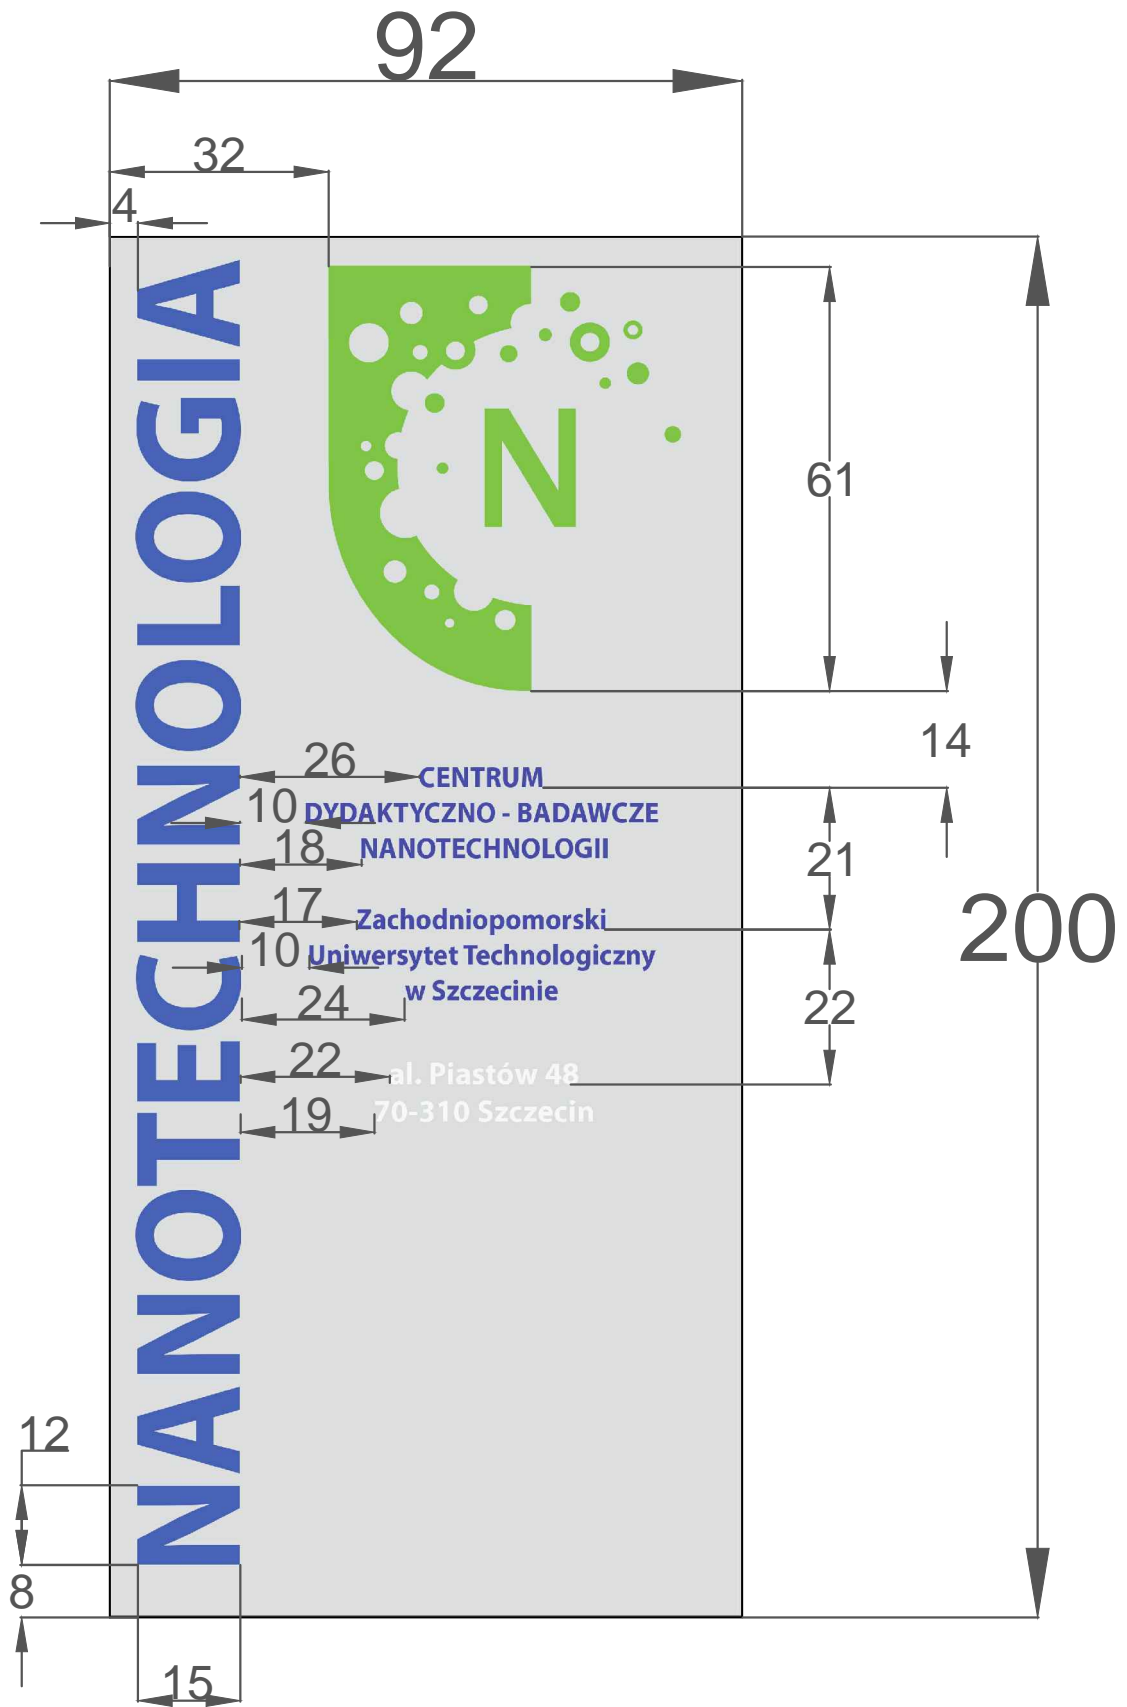 92
32
4
NANOTECHNOLOGIA
N
61
14
26
CENTRUM
10
DYDAKTYCZNO - BADAWCZE
18
NANOTECHNOLOGII
21
200
17
Zachodniopomorski
10
Uniwersytet Technologiczny
w Szczecinie
24
22
22
al. Piastów 48
19
70-310 Szczecin
12
8
15